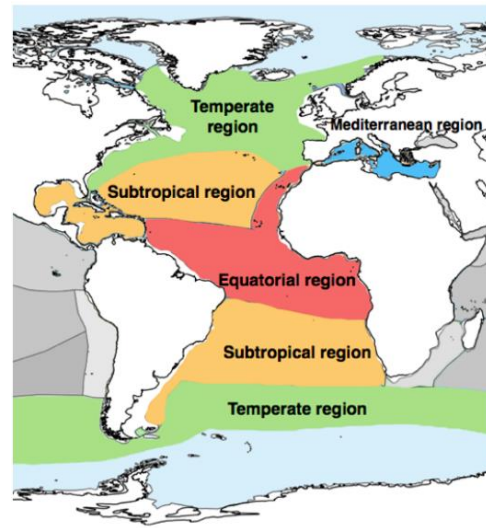 Temperate
region
Mediterranean region
Subtropical region
Equatorial region
Subtropical region
Temperate region